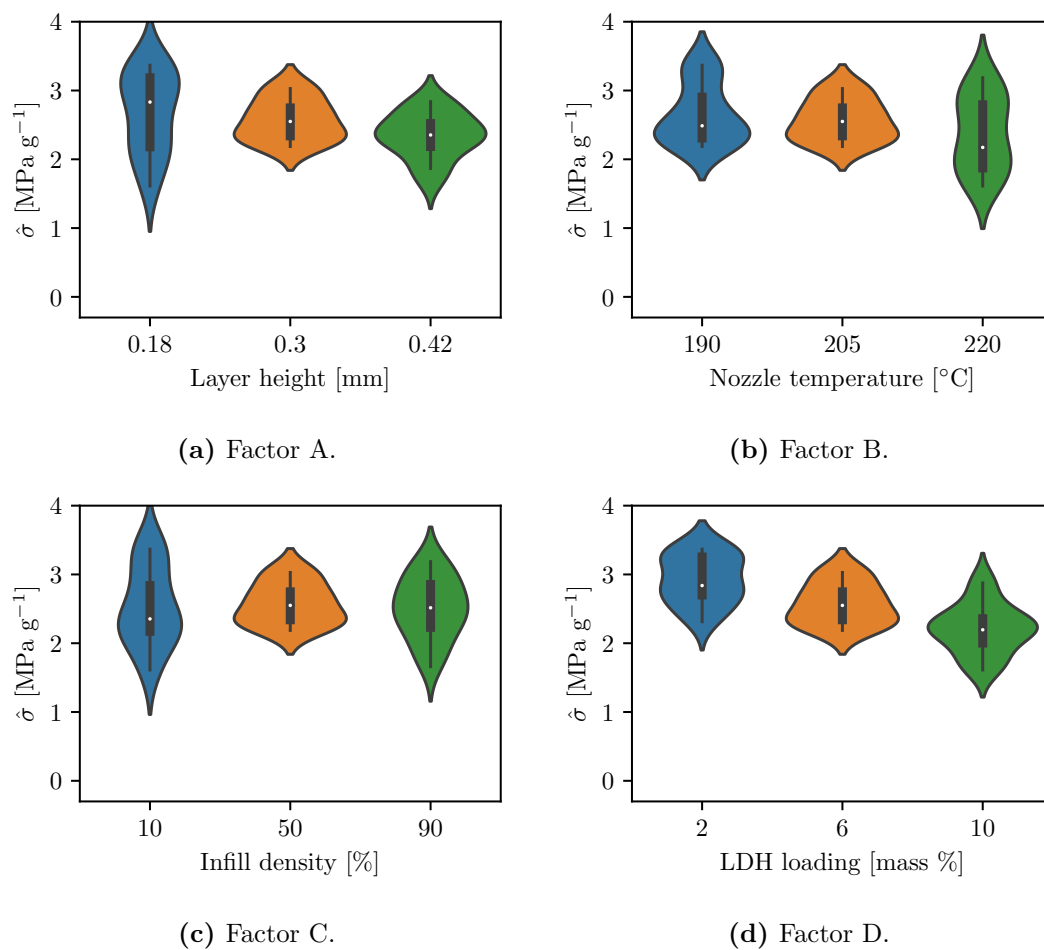 4
3
2
1
0
σ̂ [MPa g⁻¹]
0.18 0.3 0.42
Layer height [mm]
(a) Factor A.
4
3
2
1
0
σ̂ [MPa g⁻¹]
190 205 220
Nozzle temperature [°C]
(b) Factor B.
4
3
2
1
0
σ̂ [MPa g⁻¹]
10 50 90
Infill density [%]
(c) Factor C.
4
3
2
1
0
σ̂ [MPa g⁻¹]
2 6 10
LDH loading [mass %]
(d) Factor D.